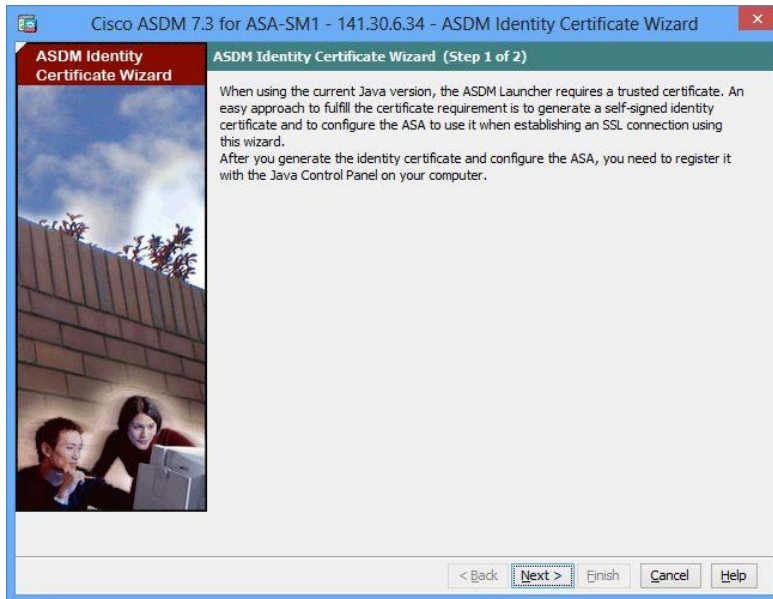 Cisco ASDM 7.3 for ASA-SM1 - 141.30.6.34 - ASDM Identity Certificate Wizard
ASDM Identity
Certificate Wizard
ASDM Identity Certificate Wizard (Step 1 of 2)
When using the current Java version, the ASDM Launcher requires a trusted certificate. An
easy approach to fulfill the certificate requirement is to generate a self-signed identity
certificate and to configure the ASA to use it when establishing an SSL connection using
this wizard.
After you generate the identity certificate and configure the ASA, you need to register it
with the Java Control Panel on your computer.
< Back Next > Finish Cancel Help